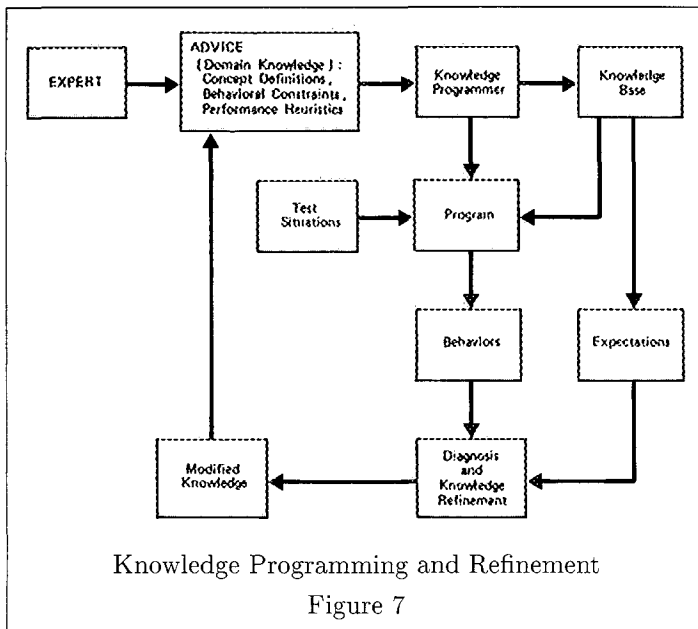 EXPERT
ADVICE
(Domain Knowledge) :
Concept Definitions,
Behavioral Constraints,
Performance Heuristics
Knowledge
Programmer
Knowledge
Base
Test
Situations
Program
Behaviors
Expectations
Modified
Knowledge
Diagnosis
and
Knowledge
Refinement
Knowledge Programming and Refinement
Figure 7